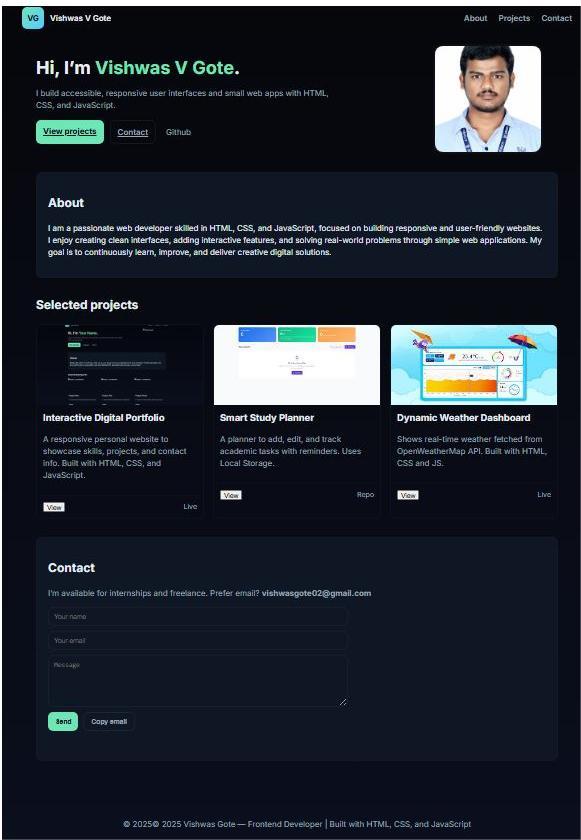 VG Vishwas V Gote About Projects Contact
Hi, I’m Vishwas V Gote.
I build accessible, responsive user interfaces and small web apps with HTML,
CSS, and JavaScript.
View projects Contact Github
About
I am a passionate web developer skilled in HTML, CSS, and JavaScript, focused on building responsive and user-friendly websites.
I enjoy creating clean interfaces, adding interactive features, and solving real-world problems through simple web applications. My
goal is to continuously learn, improve, and deliver creative digital solutions.
Selected projects
Interactive Digital Portfolio
A responsive personal website to
showcase skills, projects, and contact
info. Built with HTML, CSS, and
JavaScript.
View Live
Smart Study Planner
A planner to add, edit, and track
academic tasks with reminders. Uses
Local Storage.
View Repo
Dynamic Weather Dashboard
Shows real-time weather fetched from
OpenWeatherMap API. Built with HTML,
CSS and JS.
View Live
Contact
I’m available for internships and freelance. Prefer email? vishwasgote02@gmail.com
Your name
Your email
Message
Send Copy email
© 2025© 2025 Vishwas Gote — Frontend Developer | Built with HTML, CSS, and JavaScript